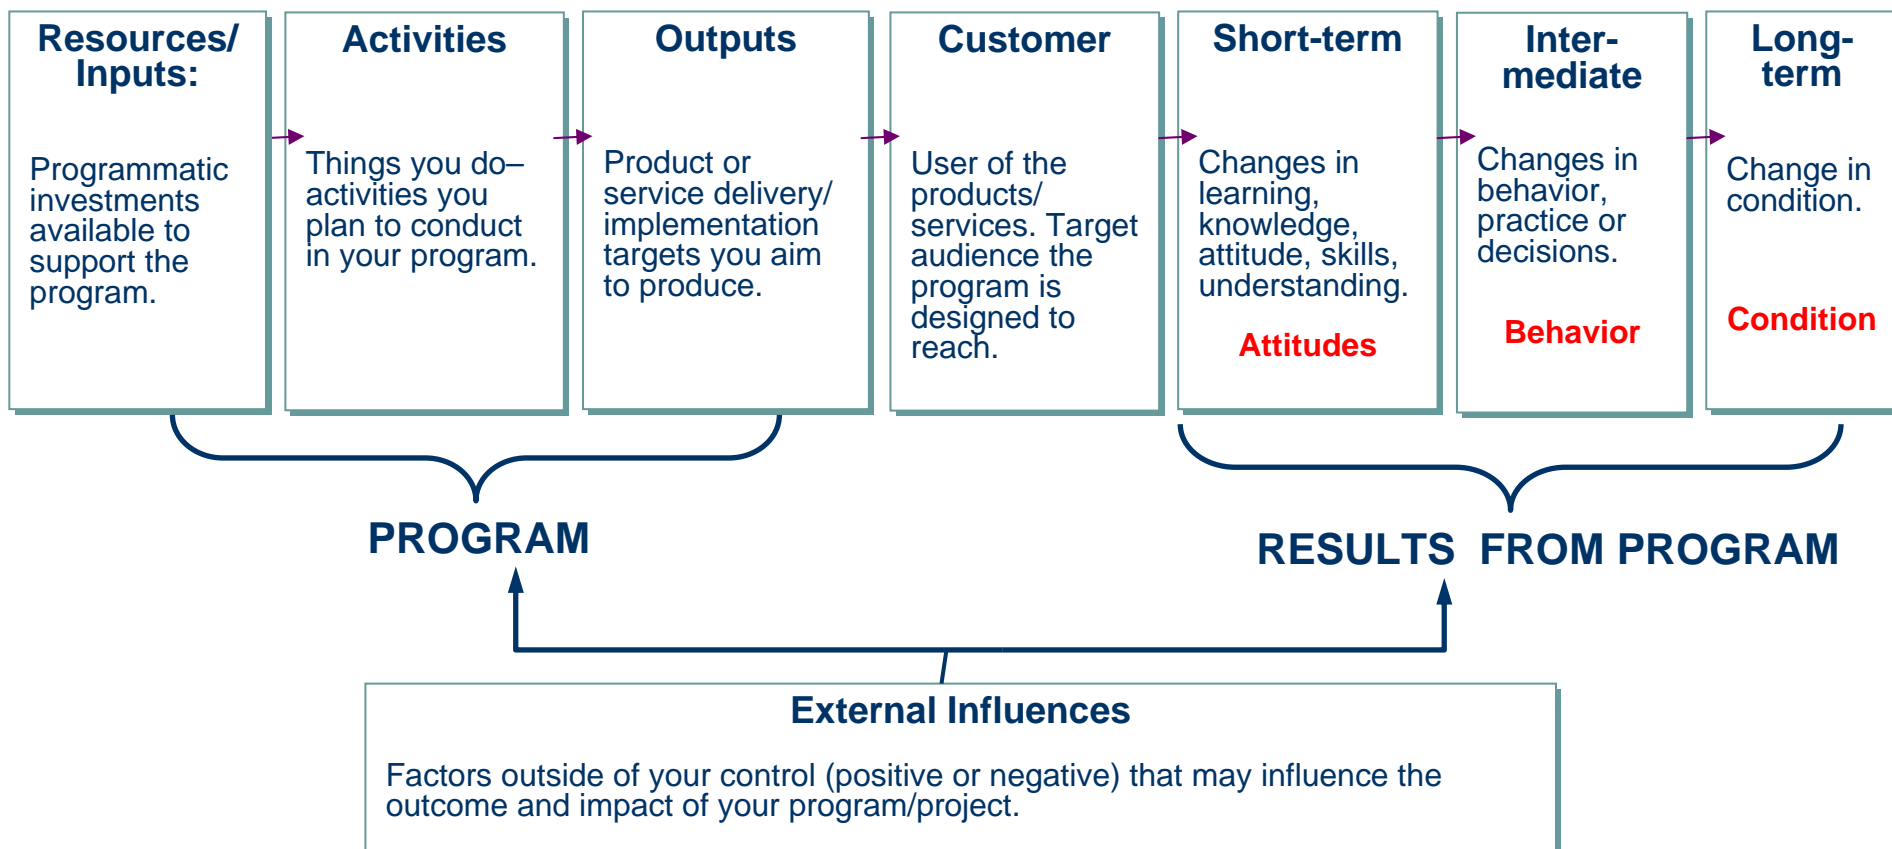 Resources/
Inputs:
Programmatic
investments
available to
support the
program.
Activities
Things you do–
activities you
plan to conduct
in your program.
Outputs
Product or
service delivery/
implementation
targets you aim
to produce.
Customer
User of the
products/
services. Target
audience the
program is
designed to
reach.
Short-term
Changes in
learning,
knowledge,
attitude, skills,
understanding.
Attitudes
Inter-
mediate
Changes in
behavior,
practice or
decisions.
Behavior
Long-
term
Change in
condition.
Condition
PROGRAM
RESULTS FROM PROGRAM
External Influences
Factors outside of your control (positive or negative) that may influence the
outcome and impact of your program/project.